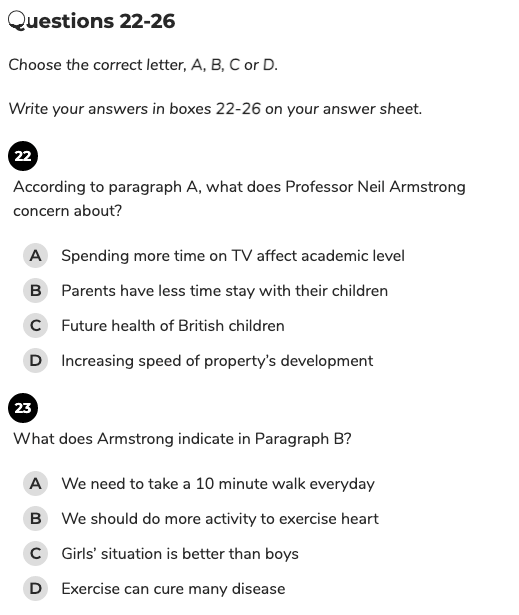 Questions 22-26
Choose the correct letter, A, B, C or D.
Write your answers in boxes 22-26 on your answer sheet.
22
According to paragraph A, what does Professor Neil Armstrong
concern about?
A Spending more time on TV affect academic level
B Parents have less time stay with their children
C Future health of British children
D Increasing speed of property's development
23
What does Armstrong indicate in Paragraph B?
A We need to take a 10 minute walk everyday
B We should do more activity to exercise heart
C Girls' situation is better than boys
D Exercise can cure many disease